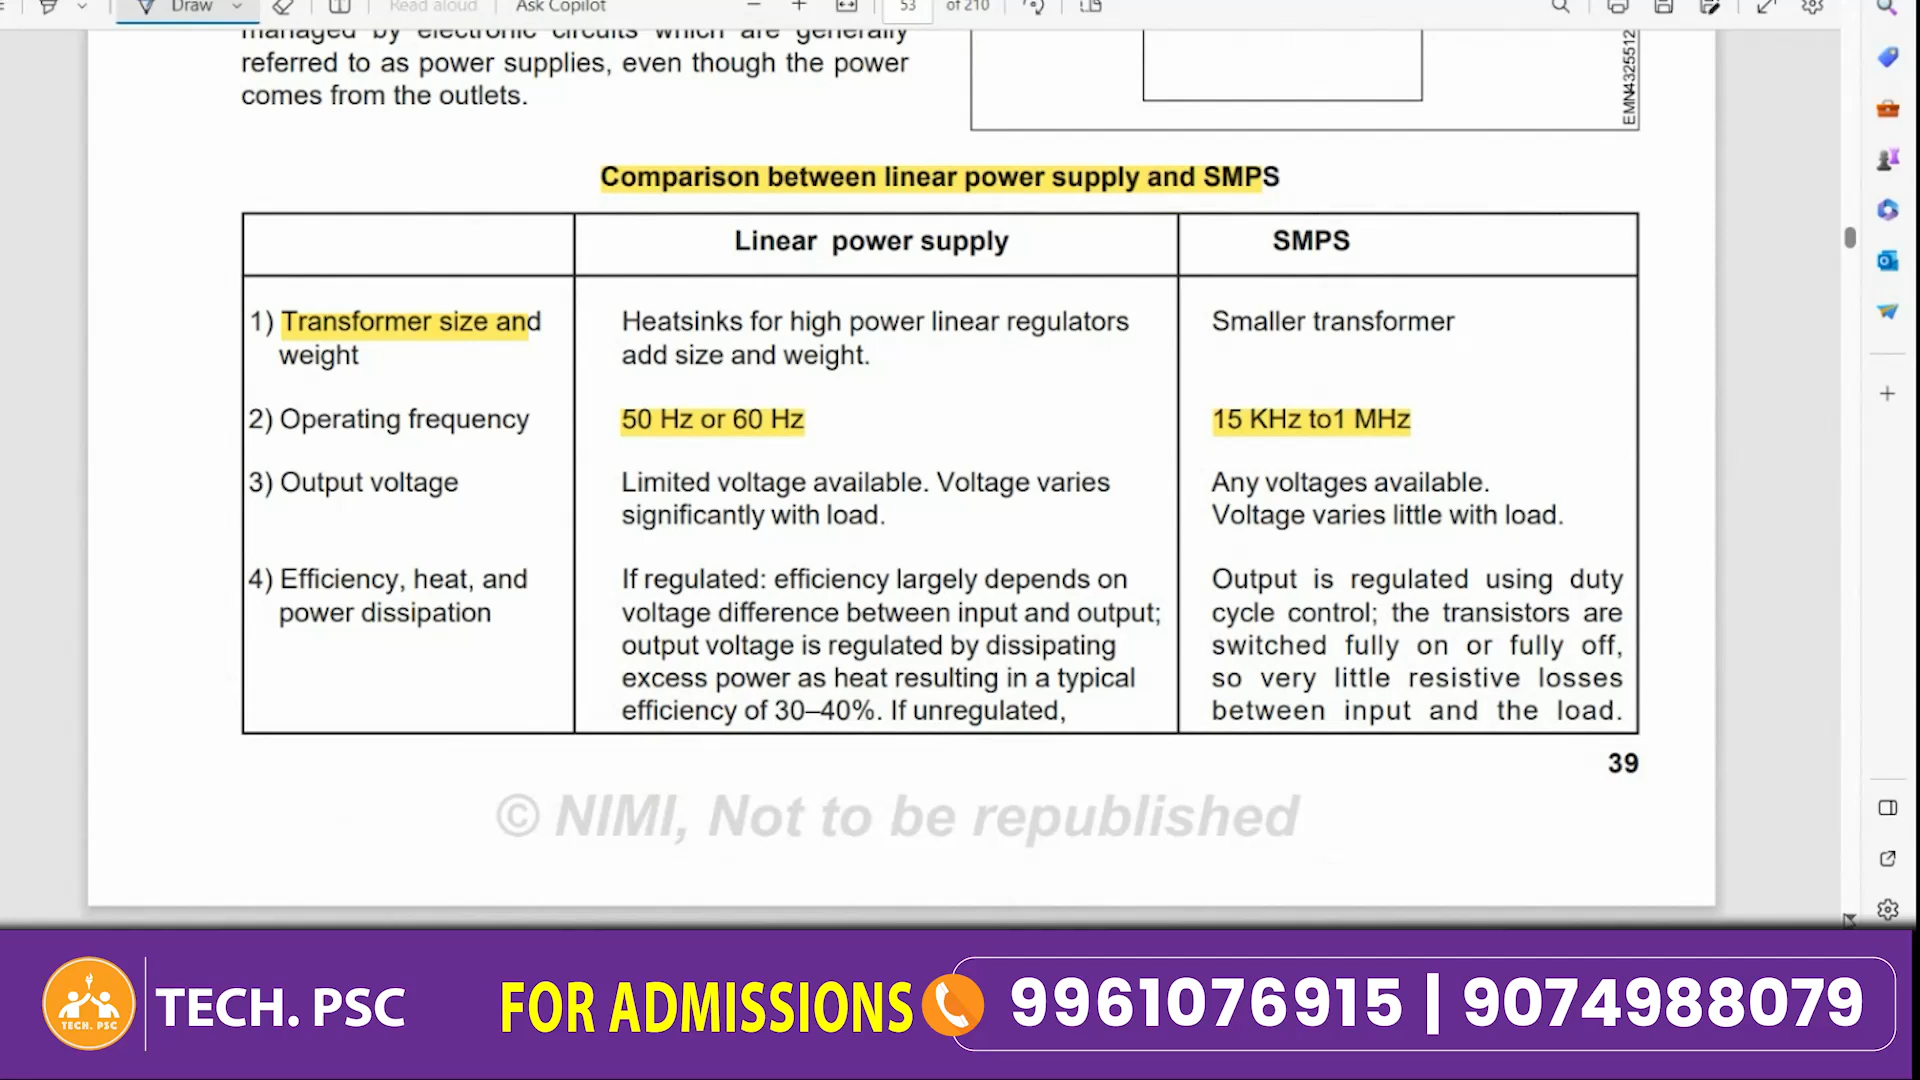 Draw
Read aloud
Ask Copilot
53
of 210
managed by electronic circuits which are generally
referred to as power supplies, even though the power
comes from the outlets.
EMN4325512
Comparison between linear power supply and SMPS
Linear power supply
SMPS
1) Transformer size and
weight
Heatsinks for high power linear regulators
add size and weight.
Smaller transformer
2) Operating frequency
50 Hz or 60 Hz
15 KHz to1 MHz
3) Output voltage
Limited voltage available. Voltage varies
significantly with load.
Any voltages available.
Voltage varies little with load.
4) Efficiency, heat, and
power dissipation
If regulated: efficiency largely depends on
voltage difference between input and output;
output voltage is regulated by dissipating
excess power as heat resulting in a typical
efficiency of 30–40%. If unregulated,
Output is regulated using duty
cycle control; the transistors are
switched fully on or fully off,
so very little resistive losses
between input and the load.
39
© NIMI, Not to be republished
TECH. PSC
TECH. PSC
FOR ADMISSIONS
9961076915 | 9074988079